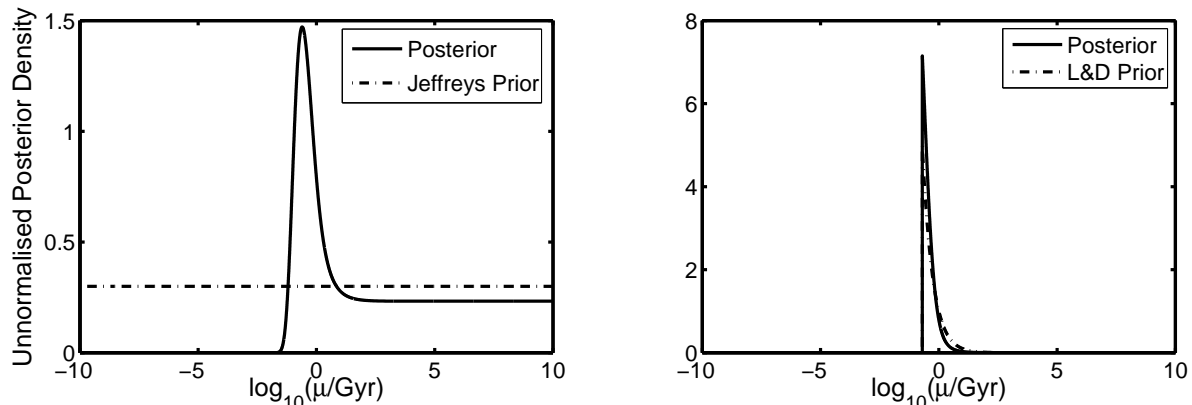 Unnormalised Posterior Density
1.5
1
0.5
0
−10
−5
0
5
10
log10(μ/Gyr)
Posterior
Jeffreys Prior
8
6
4
2
0
−10
−5
0
5
10
log10(μ/Gyr)
Posterior
L&D Prior